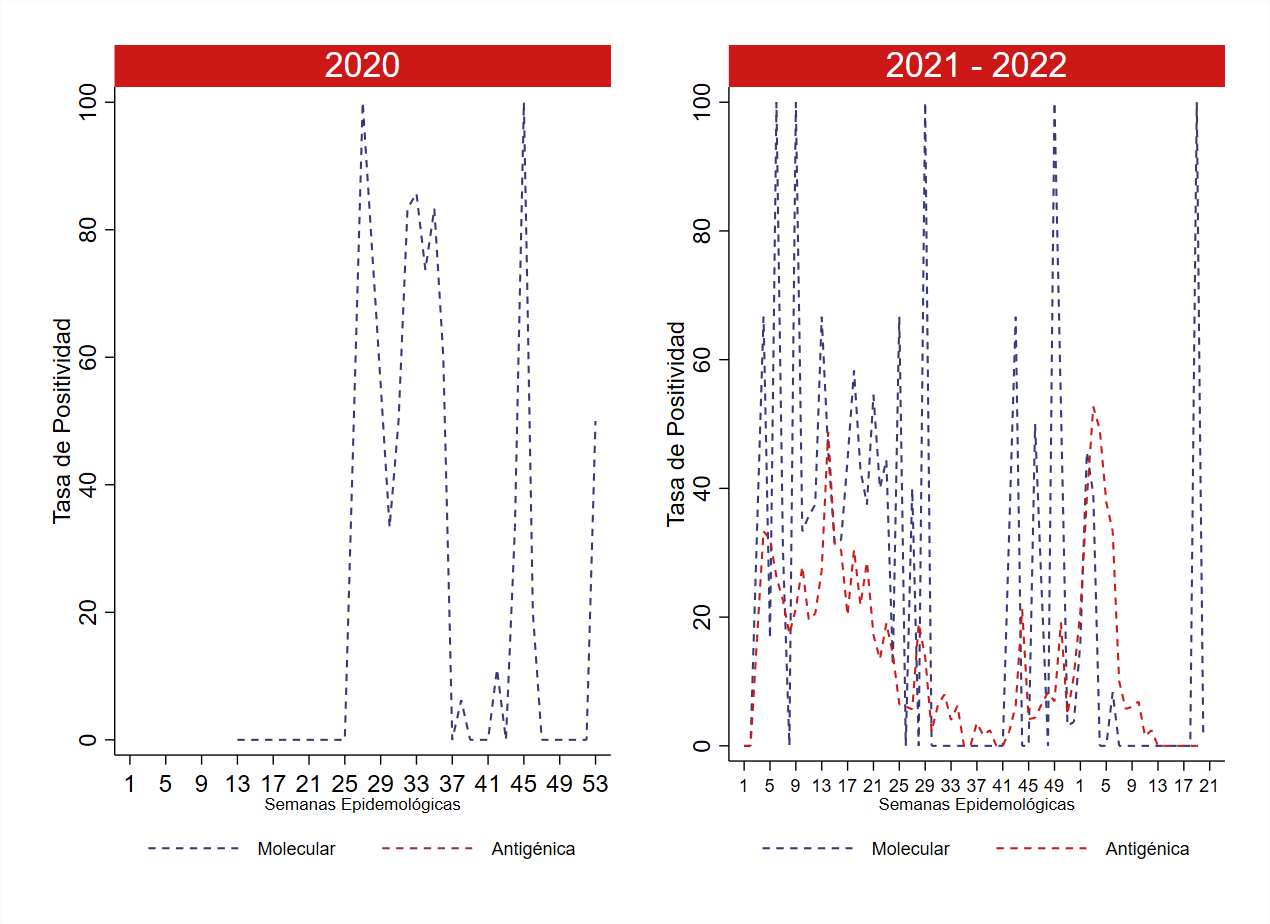 2020
Tasa de Positividad
100
80
60
40
20
0
1 5 9 13 17 21 25 29 33 37 41 45 49 53
Semanas Epidemológicas
Molecular Antigénica
2021 - 2022
Tasa de Positividad
100
80
60
40
20
0
1 5 9 13 17 21 25 29 33 37 41 45 49 1 5 9 13 17 21
Semanas Epidemológicas
Molecular Antigénica